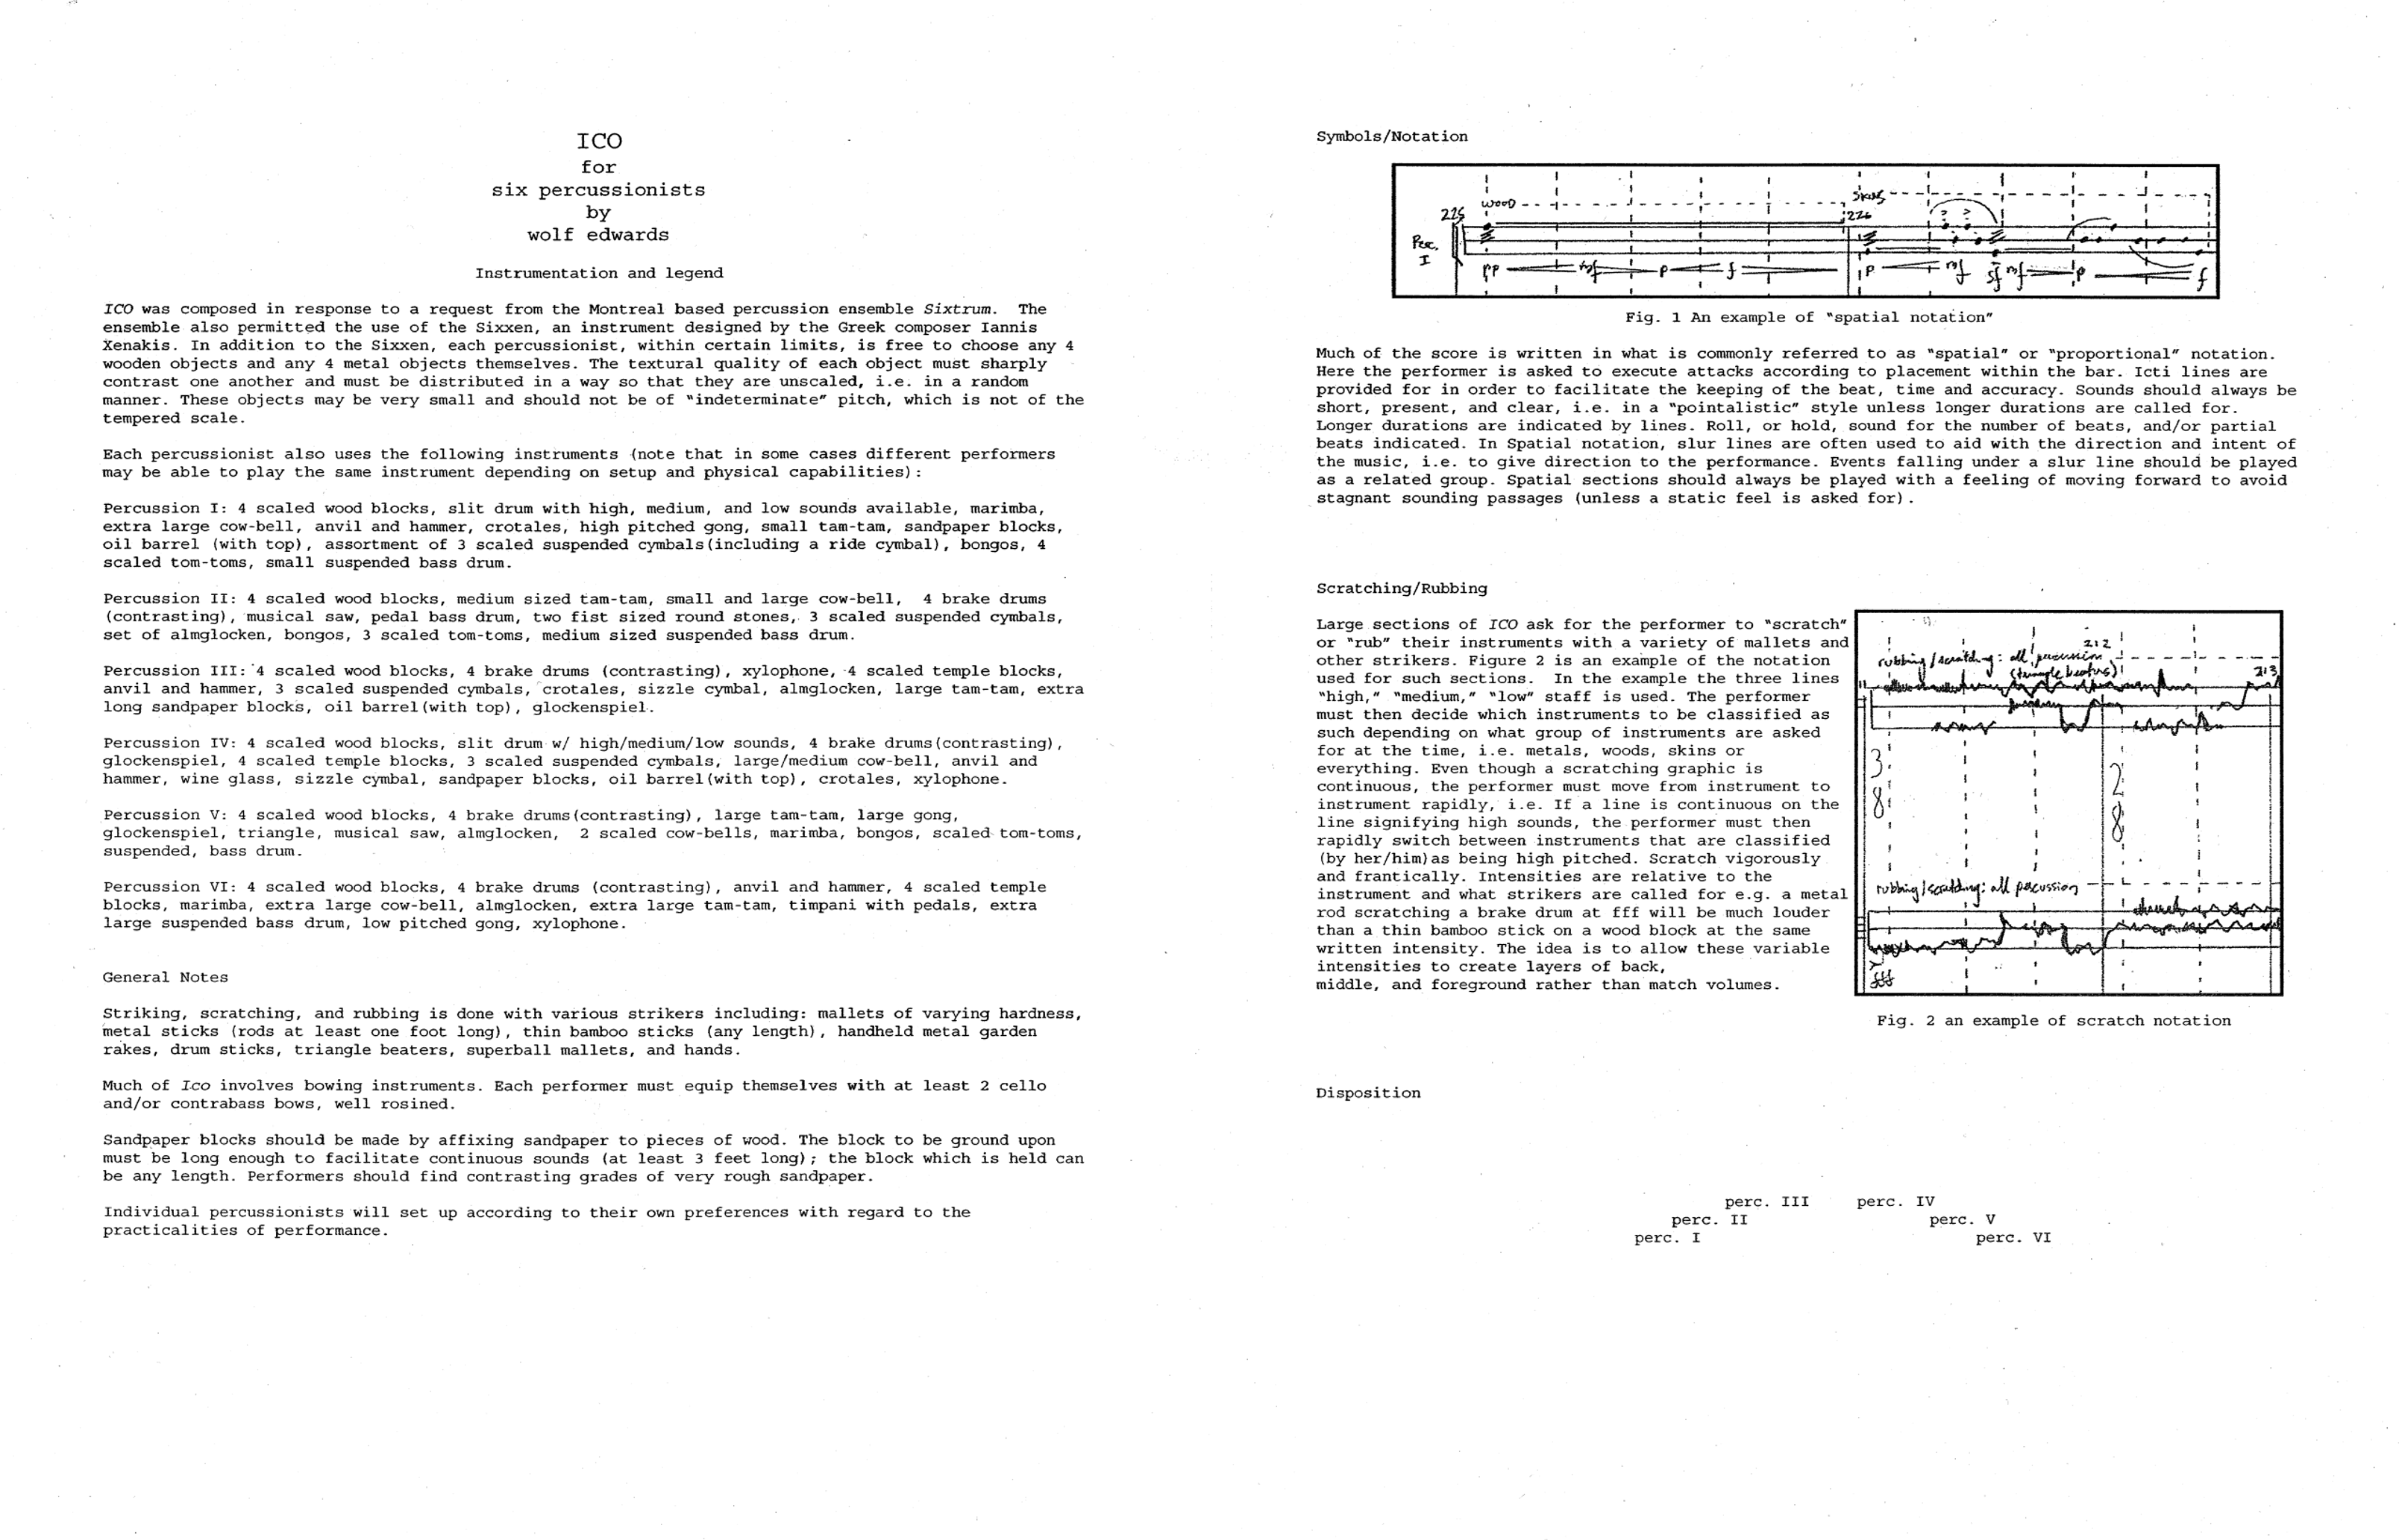 ICO
for
six percussionists
by
wolf edwards
Instrumentation and legend
ICO was composed in response to a request from the Montreal based percussion ensemble Sixtrum. The
ensemble also permitted the use of the Sixxen, an instrument designed by the Greek composer Iannis
Xenakis. In addition to the Sixxen, each percussionist, within certain limits, is free to choose any 4
wooden objects and any 4 metal objects themselves. The textural quality of each object must sharply
contrast one another and must be distributed in a way so that they are unscaled, i.e. in a random
manner. These objects may be very small and should not be of "indeterminate" pitch, which is not of the
tempered scale.
Each percussionist also uses the following instruments (note that in some cases different performers
may be able to play the same instrument depending on setup and physical capabilities):
Percussion I: 4 scaled wood blocks, slit drum with high, medium, and low sounds available, marimba,
extra large cow-bell, anvil and hammer, crotales, high pitched gong, small tam-tam, sandpaper blocks,
oil barrel (with top), assortment of 3 scaled suspended cymbals(including a ride cymbal), bongos, 4
scaled tom-toms, small suspended bass drum.
Percussion II: 4 scaled wood blocks, medium sized tam-tam, small and large cow-bell, 4 brake drums
(contrasting), musical saw, pedal bass drum, two fist sized round stones, 3 scaled suspended cymbals,
set of almglocken, bongos, 3 scaled tom-toms, medium sized suspended bass drum.
Percussion III: 4 scaled wood blocks, 4 brake drums (contrasting), xylophone, 4 scaled temple blocks,
anvil and hammer, 3 scaled suspended cymbals, crotales, sizzle cymbal, almglocken, large tam-tam, extra
long sandpaper blocks, oil barrel(with top), glockenspiel.
Percussion IV: 4 scaled wood blocks, slit drum w/ high/medium/low sounds, 4 brake drums(contrasting),
glockenspiel, 4 scaled temple blocks, 3 scaled suspended cymbals, large/medium cow-bell, anvil and
hammer, wine glass, sizzle cymbal, sandpaper blocks, oil barrel(with top), crotales, xylophone.
Percussion V: 4 scaled wood blocks, 4 brake drums(contrasting), large tam-tam, large gong,
glockenspiel, triangle, musical saw, almglocken, 2 scaled cow-bells, marimba, bongos, scaled tom-toms,
suspended, bass drum.
Percussion VI: 4 scaled wood blocks, 4 brake drums (contrasting), anvil and hammer, 4 scaled temple
blocks, marimba, extra large cow-bell, almglocken, extra large tam-tam, timpani with pedals, extra
large suspended bass drum, low pitched gong, xylophone.
General Notes
Striking, scratching, and rubbing is done with various strikers including: mallets of varying hardness,
metal sticks (rods at least one foot long), thin bamboo sticks (any length), handheld metal garden
rakes, drum sticks, triangle beaters, superball mallets, and hands.
Much of Ico involves bowing instruments. Each performer must equip themselves with at least 2 cello
and/or contrabass bows, well rosined.
Sandpaper blocks should be made by affixing sandpaper to pieces of wood. The block to be ground upon
must be long enough to facilitate continuous sounds (at least 3 feet long); the block which is held can
be any length. Performers should find contrasting grades of very rough sandpaper.
Individual percussionists will set up according to their own preferences with regard to the
practicalities of performance.
Symbols/Notation
wood
skins
225
226
Perc.
I
pp mf p f p mf sf mf p f
Fig. 1 An example of "spatial notation"
Much of the score is written in what is commonly referred to as "spatial" or "proportional" notation.
Here the performer is asked to execute attacks according to placement within the bar. Icti lines are
provided for in order to facilitate the keeping of the beat, time and accuracy. Sounds should always be
short, present, and clear, i.e. in a "pointalistic" style unless longer durations are called for.
Longer durations are indicated by lines. Roll, or hold, sound for the number of beats, and/or partial
beats indicated. In Spatial notation, slur lines are often used to aid with the direction and intent of
the music, i.e. to give direction to the performance. Events falling under a slur line should be played
as a related group. Spatial sections should always be played with a feeling of moving forward to avoid
stagnant sounding passages (unless a static feel is asked for).
Scratching/Rubbing
Large sections of ICO ask for the performer to "scratch"
or "rub" their instruments with a variety of mallets and
other strikers. Figure 2 is an example of the notation
used for such sections. In the example the three lines
"high," "medium," "low" staff is used. The performer
must then decide which instruments to be classified as
such depending on what group of instruments are asked
for at the time, i.e. metals, woods, skins or
everything. Even though a scratching graphic is
continuous, the performer must move from instrument to
instrument rapidly, i.e. If a line is continuous on the
line signifying high sounds, the performer must then
rapidly switch between instruments that are classified
(by her/him)as being high pitched. Scratch vigorously
and frantically. Intensities are relative to the
instrument and what strikers are called for e.g. a metal
rod scratching a brake drum at fff will be much louder
than a thin bamboo stick on a wood block at the same
written intensity. The idea is to allow these variable
intensities to create layers of back,
middle, and foreground rather than match volumes.
212
rubbing/scratching: all percussion
(triangle beaters)
213
3 2
8 8
rubbing/scratching: all percussion
fff
Fig. 2 an example of scratch notation
Disposition
perc. III perc. IV
perc. II perc. V
perc. I perc. VI